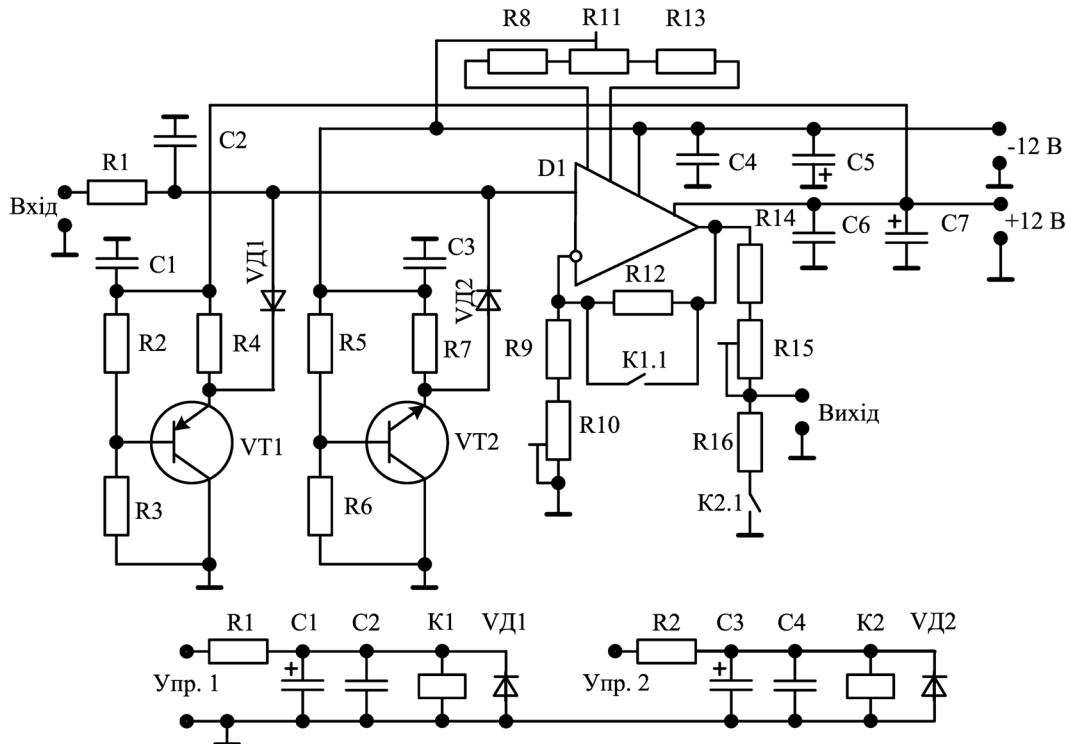 R8 R11 R13
C2
R1
D1
C4 C5
-12 В
Вхід
R14
C6 C7
+12 В
C1
VД1
C3
VД2
R12
R2 R4 R5 R7 R9
K1.1
R15
Вихід
VT1 VT2
R10
R16
R3 R6
K2.1
R1 C1 C2 K1 VД1 R2 C3 C4 K2 VД2
+ + + +
Упр. 1 Упр. 2